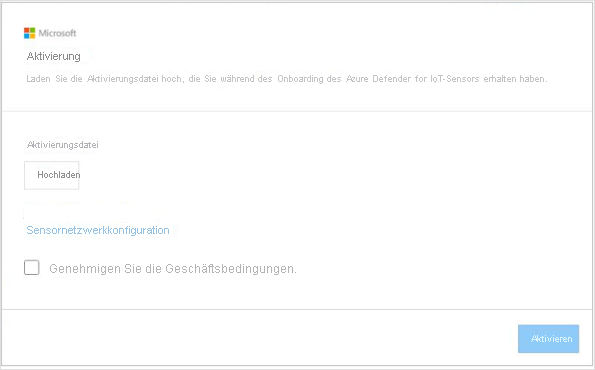 Microsoft
Aktivierung
Laden Sie die Aktivierungsdatei hoch, die Sie während des Onboarding des Azure Defender for IoT-Sensors erhalten haben.
Aktivierungsdatei
Hochladen
Sensornetzwerkkonfiguration
Genehmigen Sie die Geschäftsbedingungen.
Aktivieren